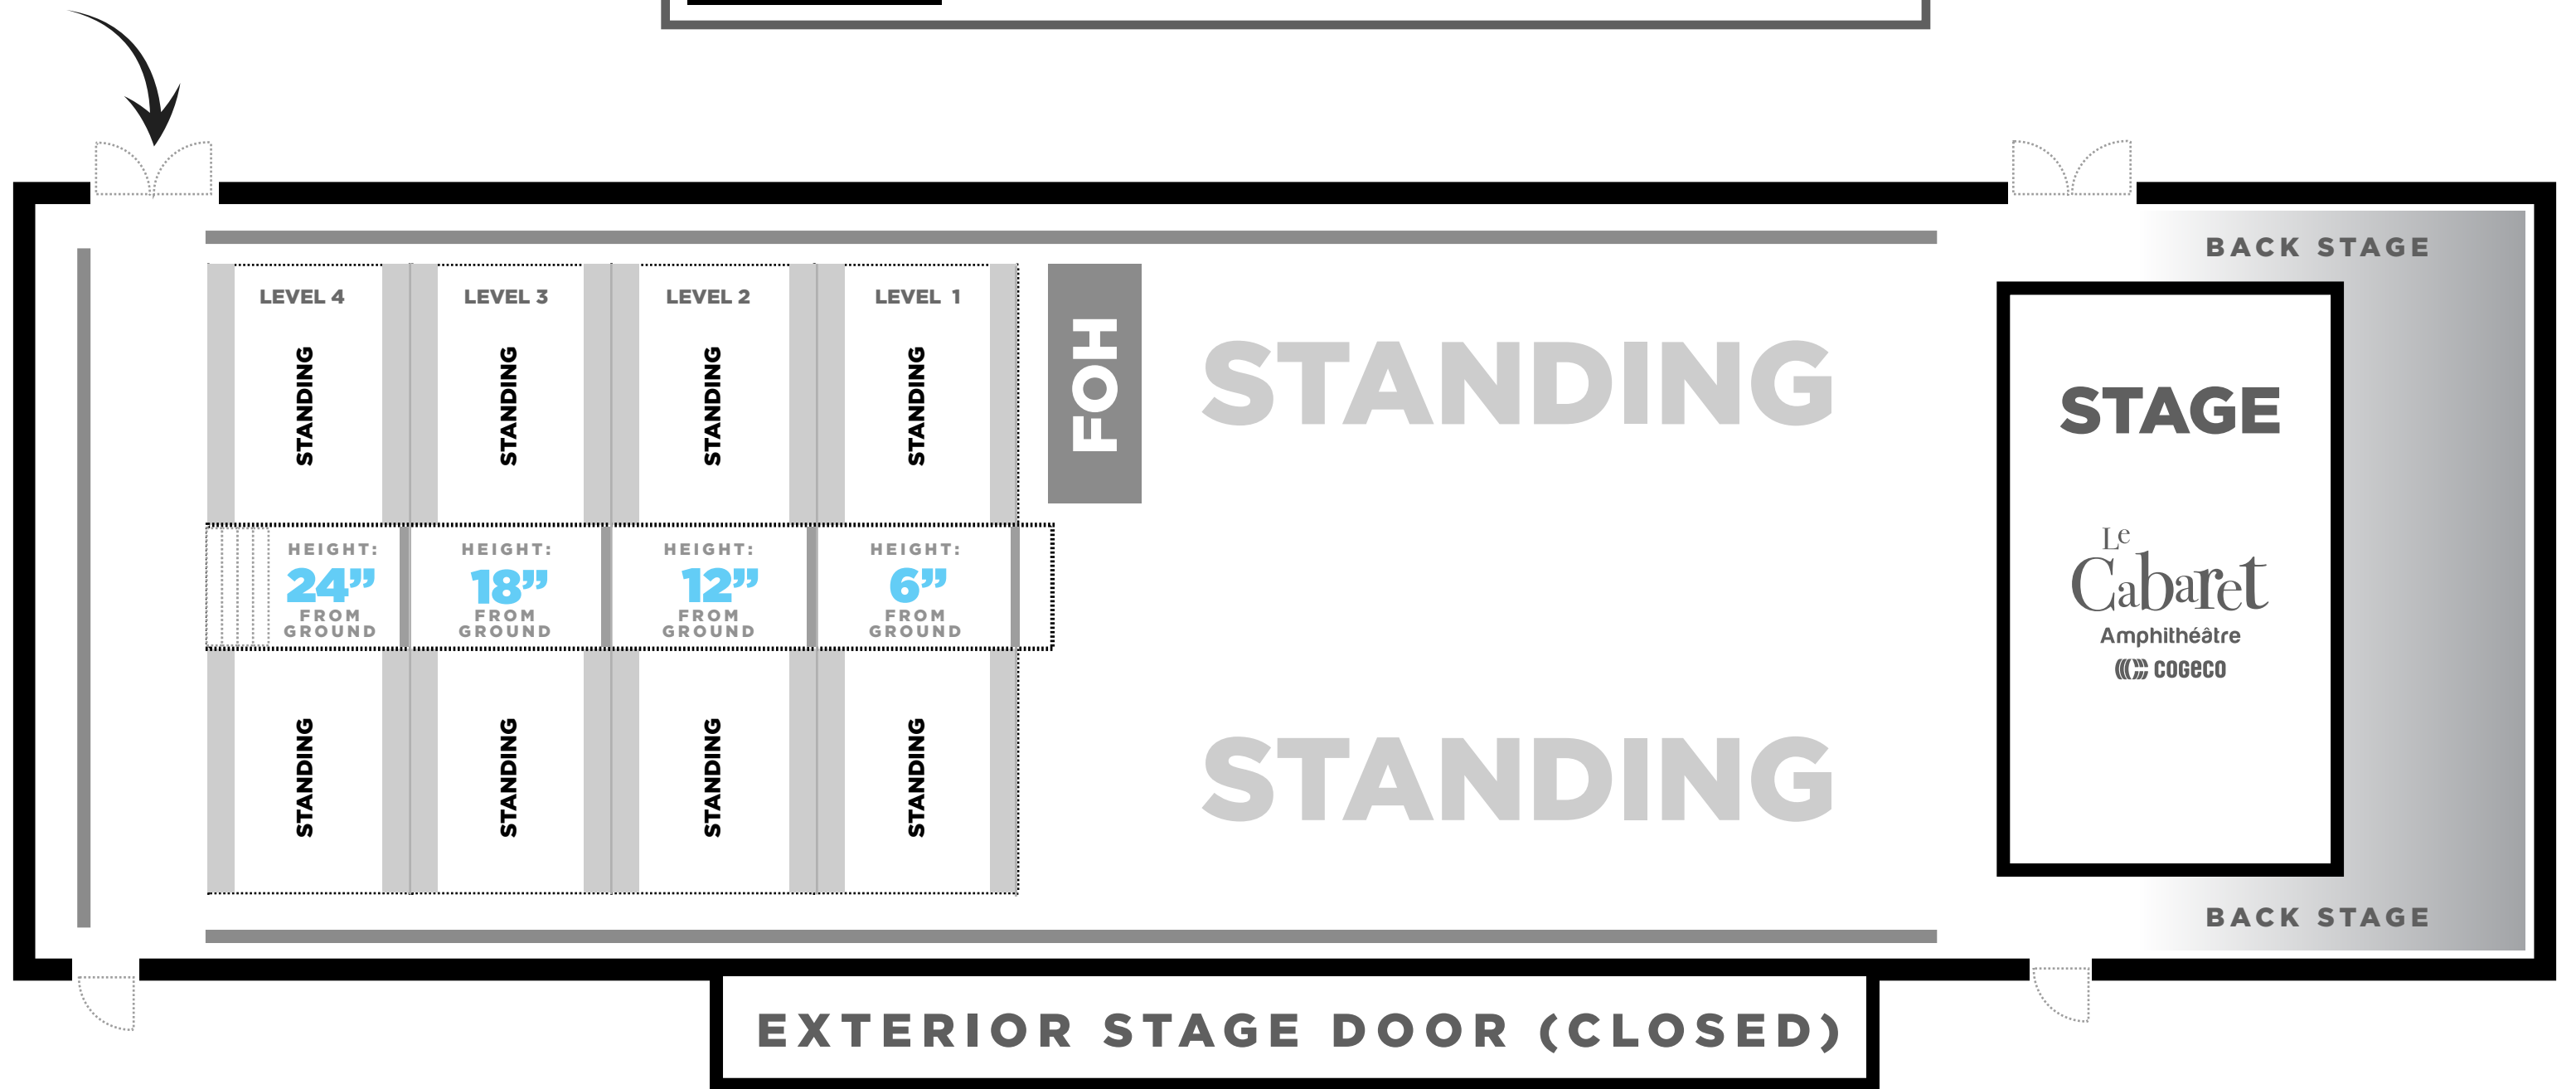 BACK STAGE
LEVEL 4
LEVEL 3
LEVEL 2
LEVEL 1
STANDING
STANDING
STANDING
STANDING
FOH
STANDING
STAGE
HEIGHT:
24”
FROM
GROUND
HEIGHT:
18”
FROM
GROUND
HEIGHT:
12”
FROM
GROUND
HEIGHT:
6”
FROM
GROUND
Le
Cabaret
Amphithéâtre
COGECO
STANDING
STANDING
STANDING
STANDING
STANDING
BACK STAGE
EXTERIOR STAGE DOOR (CLOSED)